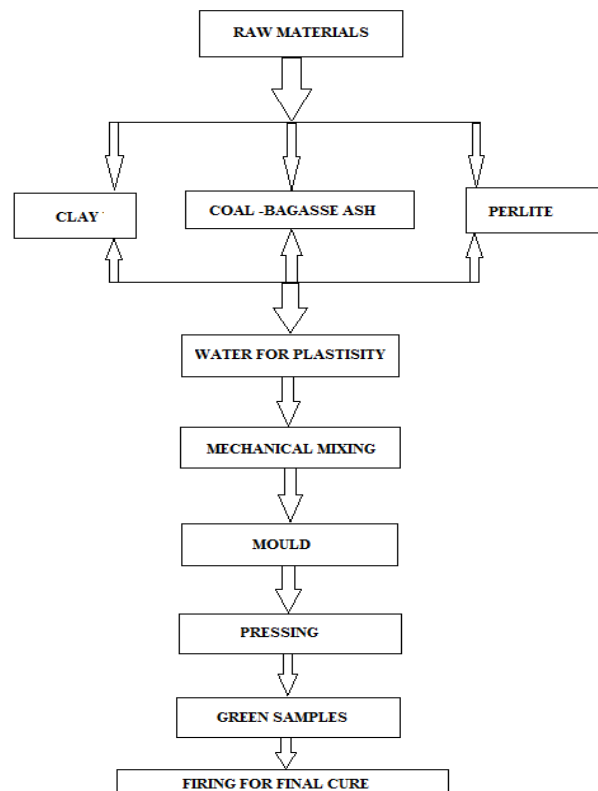 RAW MATERIALS
CLAY COAL -BAGASSE ASH PERLITE
WATER FOR PLASTISITY
MECHANICAL MIXING
MOULD
PRESSING
GREEN SAMPLES
FIRING FOR FINAL CURE